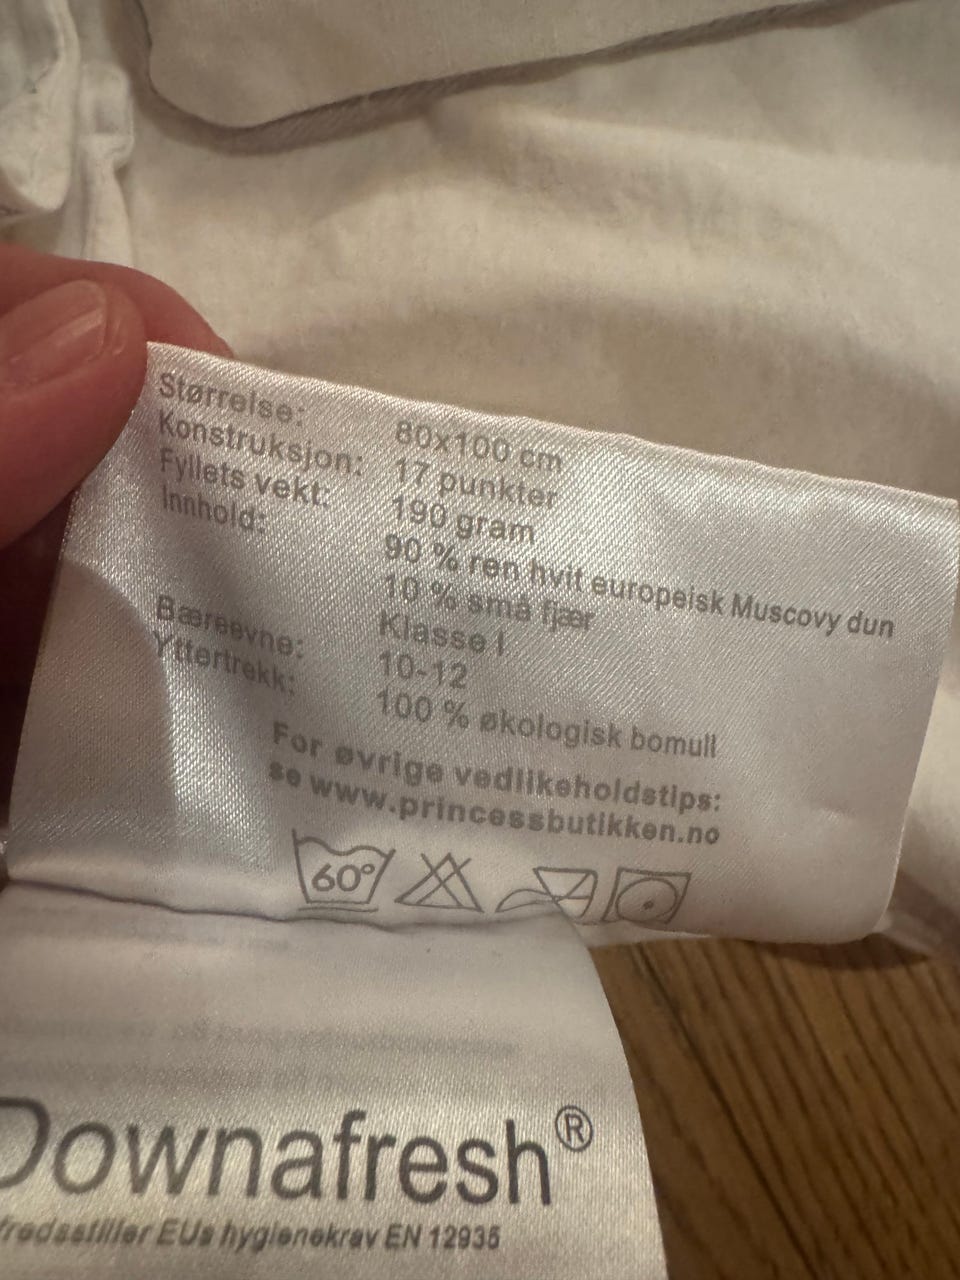 Størrelse: 80x100 cm
Konstruksjon: 17 punkter
Fyllets vekt: 190 gram
Innhold: 90 % ren hvit europeisk Muscovy dun
10 % små fjær
Klasse I
Bæreevne: 10-12
Yttertrekk: 100 % økologisk bomull
For øvrige vedlikeholdstips:
se www.princessbutikken.no
60°
Downafresh®
fredsstiller EUs hygienekrav EN 12935